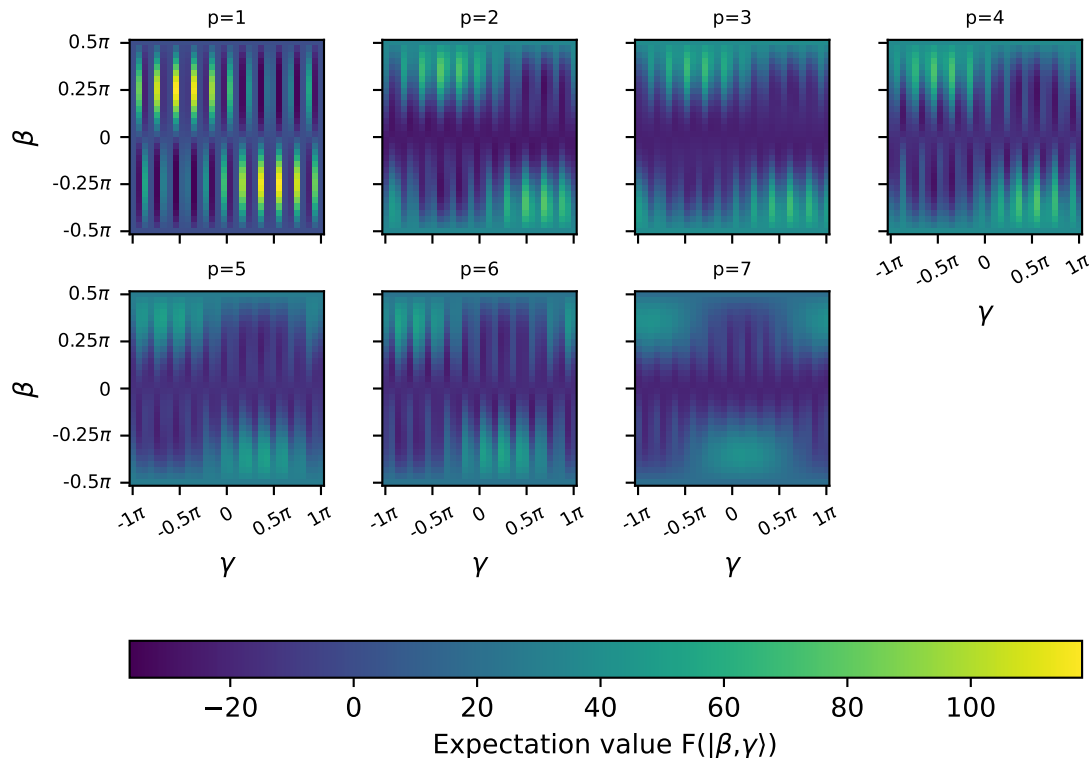 p=1 p=2 p=3 p=4
0.5π
0.25π
0
-0.25π
-0.5π
β
-1π -0.5π 0 0.5π 1π
γ
p=5 p=6 p=7
0.5π
0.25π
0
-0.25π
-0.5π
β
-1π -0.5π 0 0.5π 1π -1π -0.5π 0 0.5π 1π -1π -0.5π 0 0.5π 1π
γ γ γ
−20 0 20 40 60 80 100
Expectation value F(|β,γ⟩)